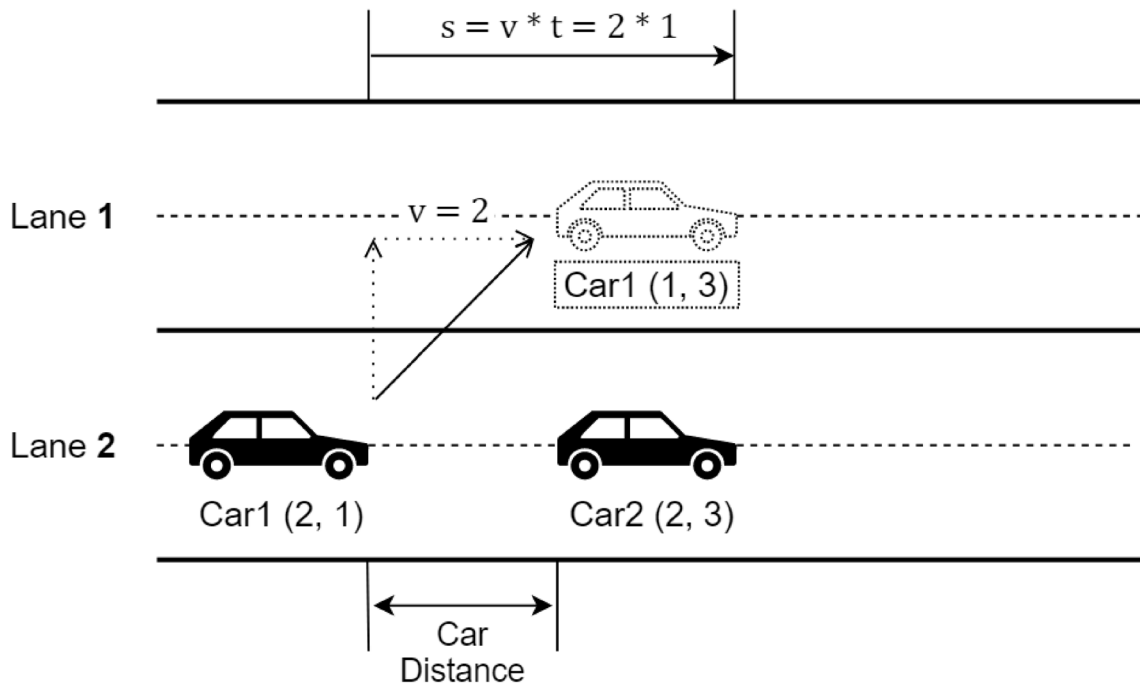 s = v * t = 2 * 1
Lane 1
v = 2
Car1 (1, 3)
Lane 2
Car1 (2, 1)
Car2 (2, 3)
Car
Distance